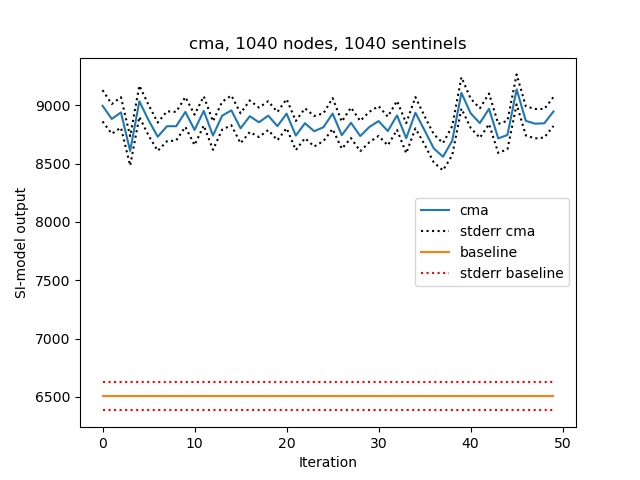 cma, 1040 nodes, 1040 sentinels
SI-model output
9000
8500
8000
7500
7000
6500
cma
stderr cma
baseline
stderr baseline
0 10 20 30 40 50
Iteration